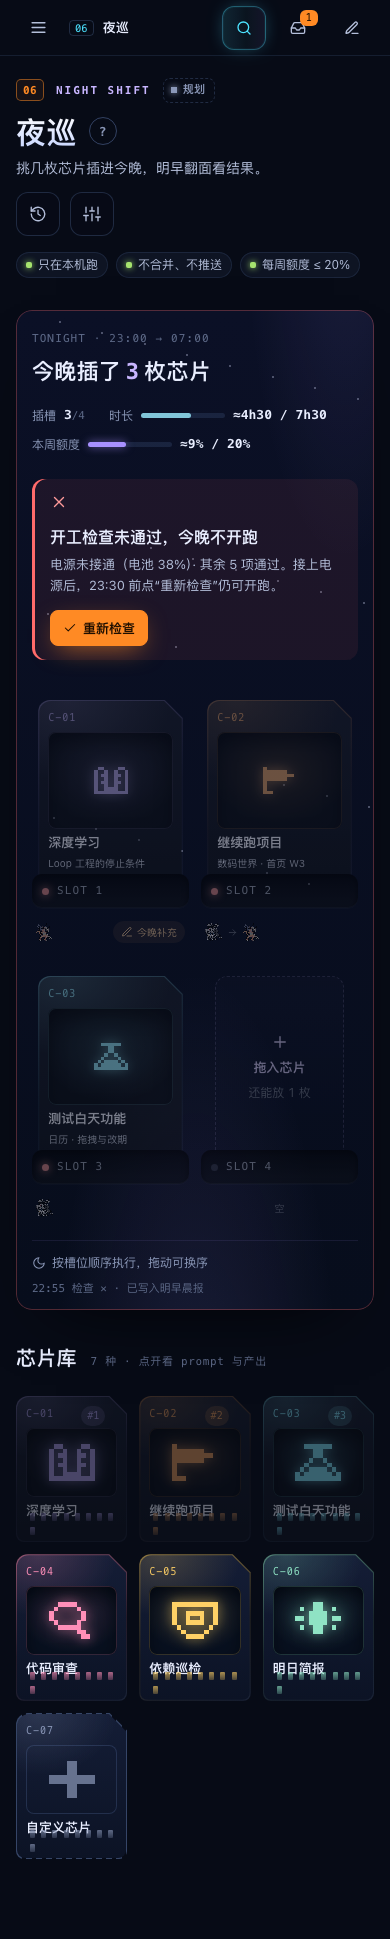 06 夜巡
1
06 NIGHT SHIFT 规划
夜巡 ?
挑几枚芯片插进今晚，明早翻面看结果。
只在本机跑 不合并、不推送 每周额度 ≤ 20%
TONIGHT · 23:00 → 07:00
今晚插了 3 枚芯片
插槽 3/4 时长 ≈4h30 / 7h30
本周额度 ≈9% / 20%
开工检查未通过，今晚不开跑
电源未接通（电池 38%）· 其余 5 项通过。接上电
源后，23:30 前点“重新检查”仍可开跑。
重新检查
C-01 C-02
深度学习 继续跑项目
Loop 工程的停止条件 数码世界 · 首页 W3
SLOT 1 SLOT 2
今晚补充 →
C-03
拖入芯片
还能放 1 枚
测试白天功能
日历 · 拖拽与改期
SLOT 3 SLOT 4
空
按槽位顺序执行，拖动可换序
22:55 检查 × · 已写入明早晨报
芯片库 7 种 · 点开看 prompt 与产出
C-01 #1 C-02 #2 C-03 #3
深度学习 继续跑项目 测试白天功能
C-04 C-05 C-06
代码审查 依赖巡检 明日简报
C-07
自定义芯片